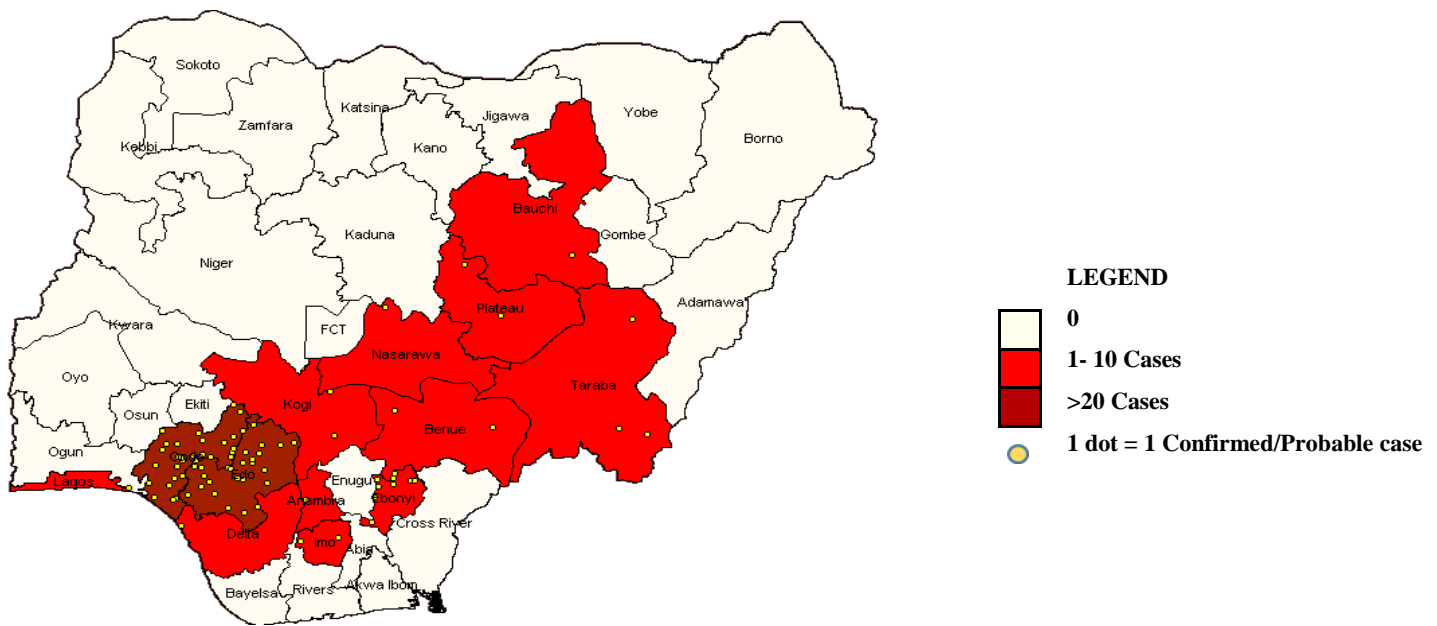 Sokoto
Katsina
Jigawa
Yobe
Zamfara
Borno
Kebbi
Kano
Bauchi
Kaduna
Gombe
Niger
Adamawa
Plateau
Kwara
FCT
Nasarawa
Oyo
Taraba
Ekiti
Kogi
Osun
Benue
Ogun
Ondo
Edo
Enugu
Lagos
Anambra
Ebonyi
Cross River
Delta
Imo
Abia
Bayelsa
Rivers
Akwa Ibom
LEGEND
0
1- 10 Cases
>20 Cases
1 dot = 1 Confirmed/Probable case